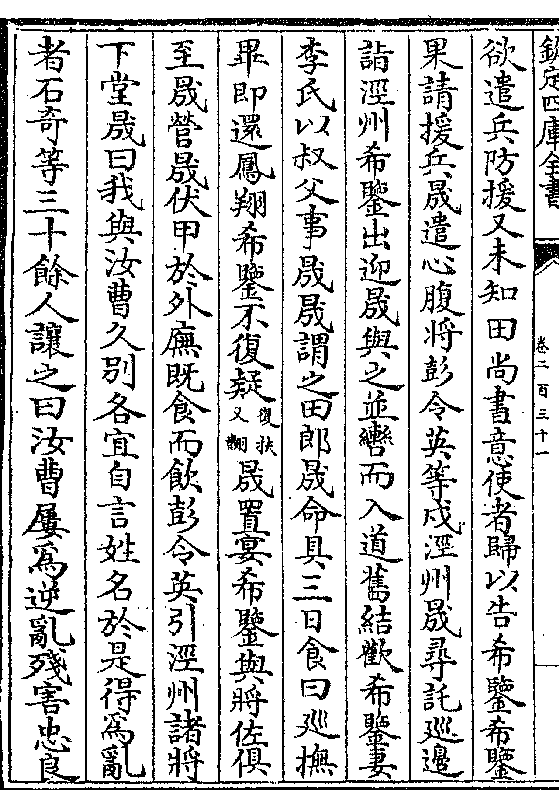 欽定四庫全書
卷二百三十一
欲遣兵防援又未知田尚書意使者歸以告希鑒希鑒
果請援兵晟遣心腹將彭令英等戍涇州晟尋託巡邊
詣涇州希鑒出迎晟與之並轡而入道舊結歡希鑒妻
李氏以叔父事晟晟謂之田郎晟命具三日食曰巡撫
畢即還鳳翔希鑒不復疑復扶又翻晟置宴希鑒與將佐俱
至晟營晟伏甲於外廡既食而飲彭令英引涇州諸將
下堂晟曰我與汝曹久別各宜自言姓名於是得為亂
者石奇等三十餘人讓之曰汝曹屢為逆亂殘害忠良